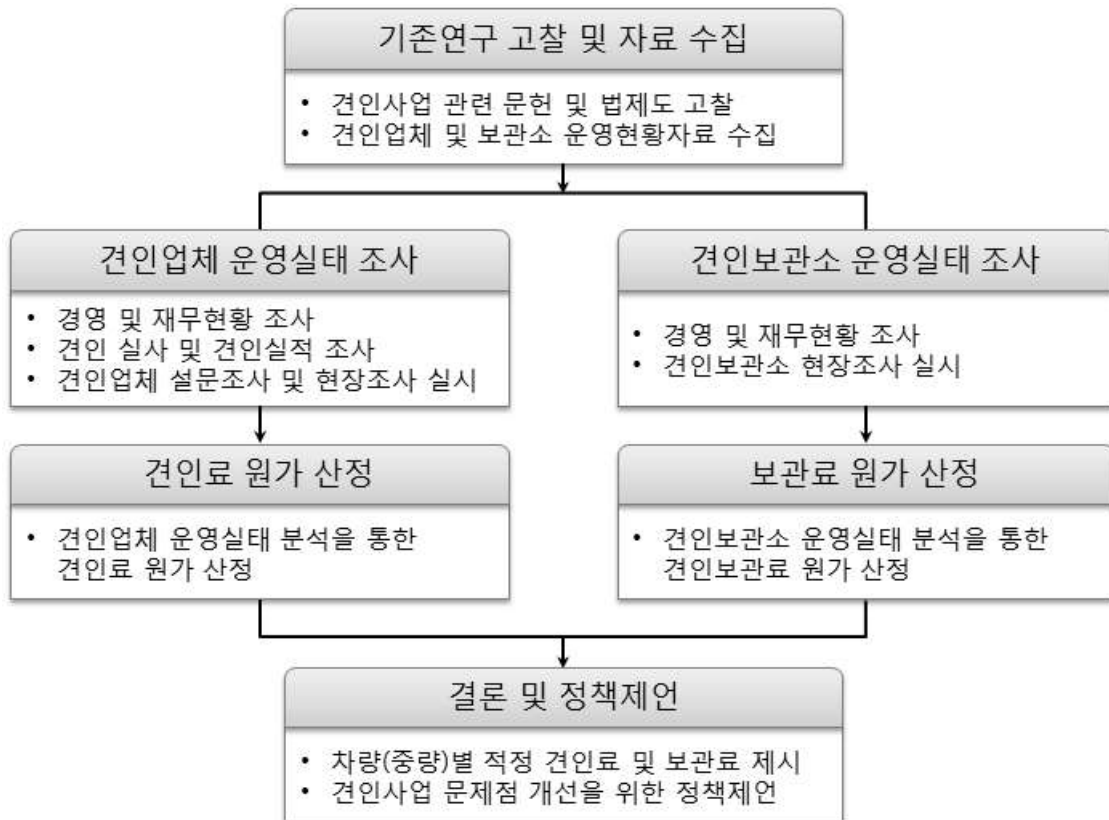 기존연구 고찰 및 자료 수집
• 견인사업 관련 문헌 및 법제도 고찰
• 견인업체 및 보관소 운영현황자료 수집
견인업체 운영실태 조사
• 경영 및 재무현황 조사
• 견인 실사 및 견인실적 조사
• 견인업체 설문조사 및 현장조사 실시
견인보관소 운영실태 조사
• 경영 및 재무현황 조사
• 견인보관소 현장조사 실시
견인료 원가 산정
• 견인업체 운영실태 분석을 통한
견인료 원가 산정
보관료 원가 산정
• 견인보관소 운영실태 분석을 통한
견인보관료 원가 산정
결론 및 정책제언
• 차량(중량)별 적정 견인료 및 보관료 제시
• 견인사업 문제점 개선을 위한 정책제언